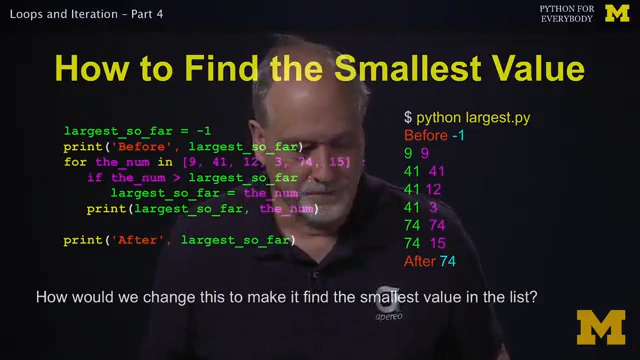 Loops and Iteration – Part 4
PYTHON FOR
EVERYBODY
M
How to Find the Smallest Value
largest_so_far = -1
print('Before', largest_so_far)
for the_num in [9, 41, 12, 3, 74, 15] :
if the_num > largest_so_far
largest_so_far = the_num
print(largest_so_far, the_num)
print('After', largest_so_far)
$ python largest.py
Before -1
9 9
41 41
41 12
41 3
74 74
74 15
After 74
How would we change this to make it find the smallest value in the list?
apereo
M